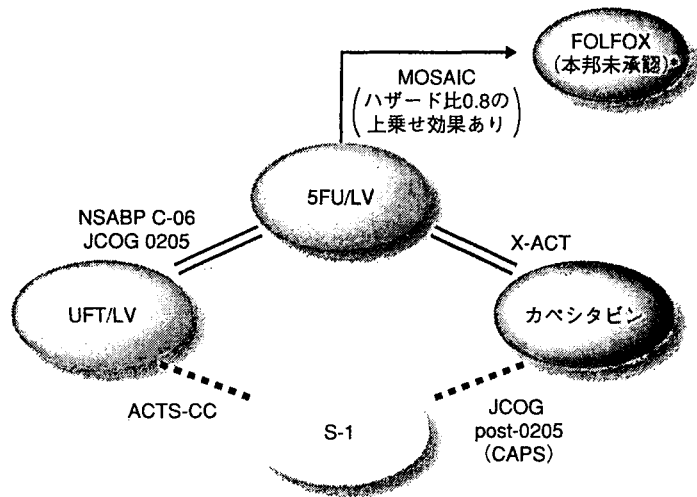 FOLFOX
(本邦未承認)*
MOSAIC
(ハザード比0.8の
上乗せ効果あり)
5FU/LV
NSABP C-06
JCOG 0205
X-ACT
UFT/LV
カペシタビン
ACTS-CC
S-1
JCOG
post-0205
(CAPS)